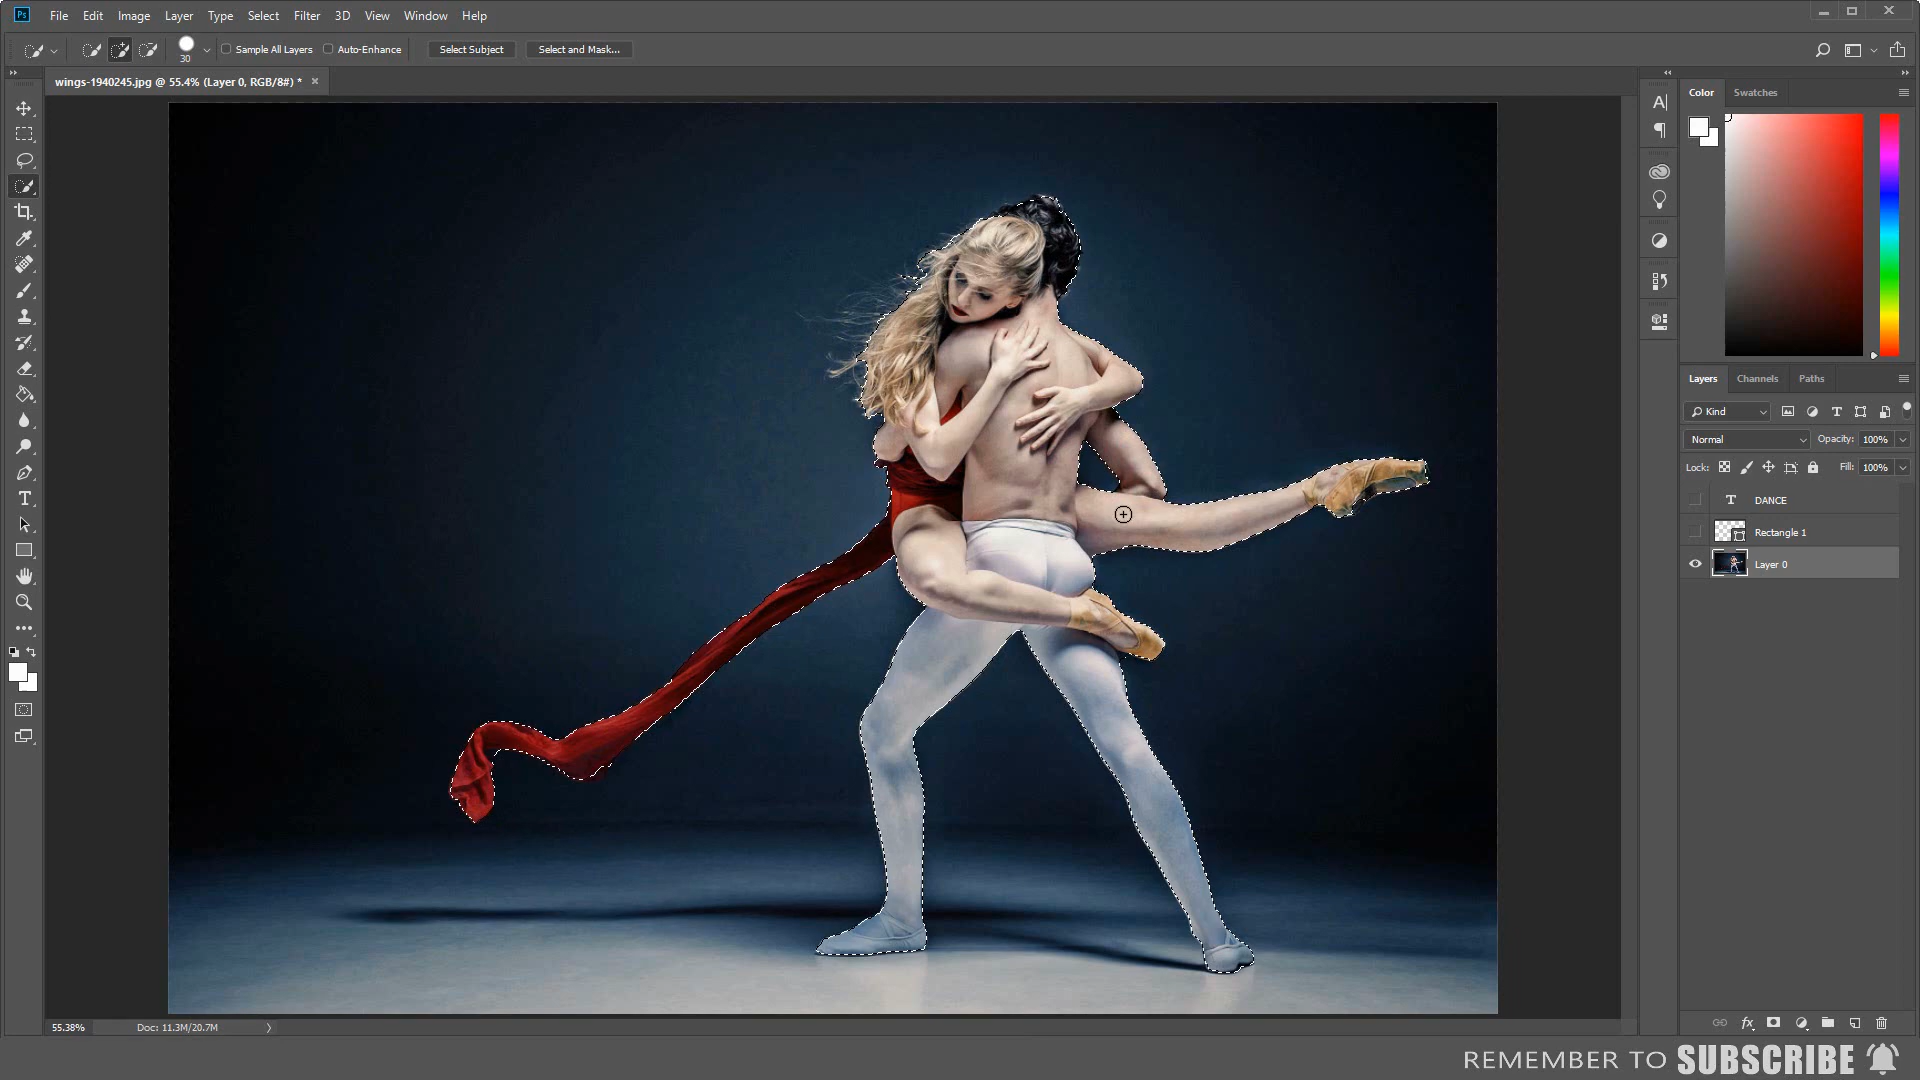 Ps File Edit Image Layer Type Select Filter 3D View Window Help
30 Sample All Layers Auto-Enhance Select Subject Select and Mask...
wings-1940245.jpg @ 55.4% (Layer 0, RGB/8#) * ×
Color Swatches
Layers Channels Paths
Kind
Normal Opacity: 100%
Lock: Fill: 100%
T DANCE
Rectangle 1
Layer 0
fx
55.38% Doc: 11.3M/20.7M
REMEMBER TO SUBSCRIBE